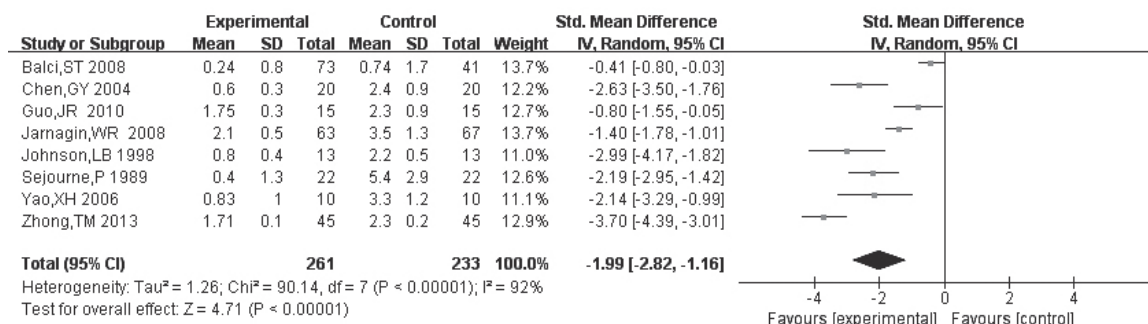 Experimental Control Std. Mean Difference Std. Mean Difference
Study or Subgroup Mean SD Total Mean SD Total Weight IV, Random, 95% CI IV, Random, 95% CI
Balci,ST 2008 0.24 0.8 73 0.74 1.7 41 13.7% -0.41 [-0.80, -0.03]
Chen,GY 2004 0.6 0.3 20 2.4 0.9 20 12.2% -2.63 [-3.50, -1.76]
Guo,JR 2010 1.75 0.3 15 2.3 0.9 15 12.6% -0.80 [-1.55, -0.05]
Jarnagin,WR 2008 2.1 0.5 63 3.5 1.3 67 13.7% -1.40 [-1.78, -1.01]
Johnson,LB 1998 0.8 0.4 13 2.2 0.5 13 11.0% -2.99 [-4.17, -1.82]
Sejourne,P 1989 0.4 1.3 22 5.4 2.9 22 12.6% -2.19 [-2.95, -1.42]
Yao,XH 2006 0.83 1 10 3.3 1.2 10 11.1% -2.14 [-3.29, -0.99]
Zhong,TM 2013 1.71 0.1 45 2.3 0.2 45 12.9% -3.70 [-4.39, -3.01]
Total (95% CI) 261 233 100.0% -1.99 [-2.82, -1.16]
Heterogeneity: Tau² = 1.26; Chi² = 90.14, df = 7 (P < 0.00001); I² = 92%
Test for overall effect: Z = 4.71 (P < 0.00001)
-4 -2 0 2 4
Favours [experimental] Favours [control]